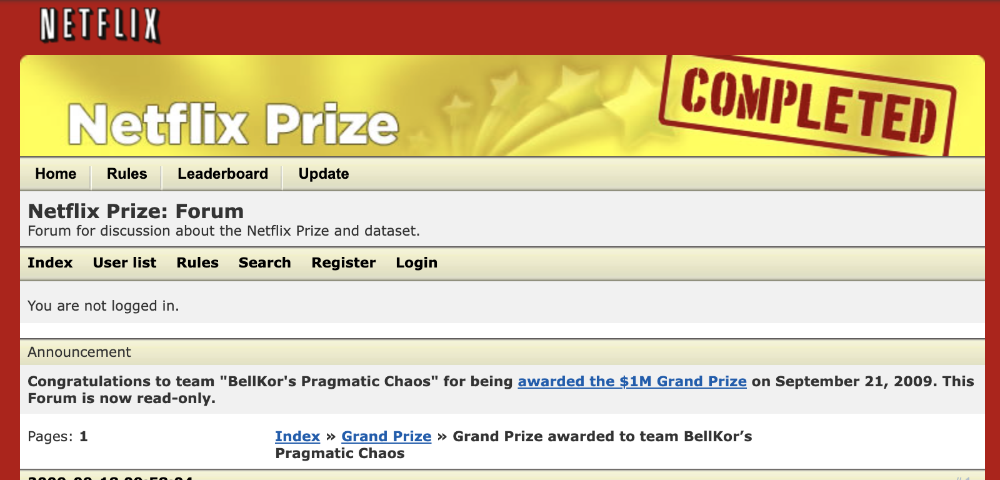 NETFLIX
Netflix Prize
COMPLETED
Home Rules Leaderboard Update
Netflix Prize: Forum
Forum for discussion about the Netflix Prize and dataset.
Index User list Rules Search Register Login
You are not logged in.
Announcement
Congratulations to team "BellKor's Pragmatic Chaos" for being awarded the $1M Grand Prize on September 21, 2009. This
Forum is now read-only.
Pages: 1
Index » Grand Prize » Grand Prize awarded to team BellKor’s
Pragmatic Chaos